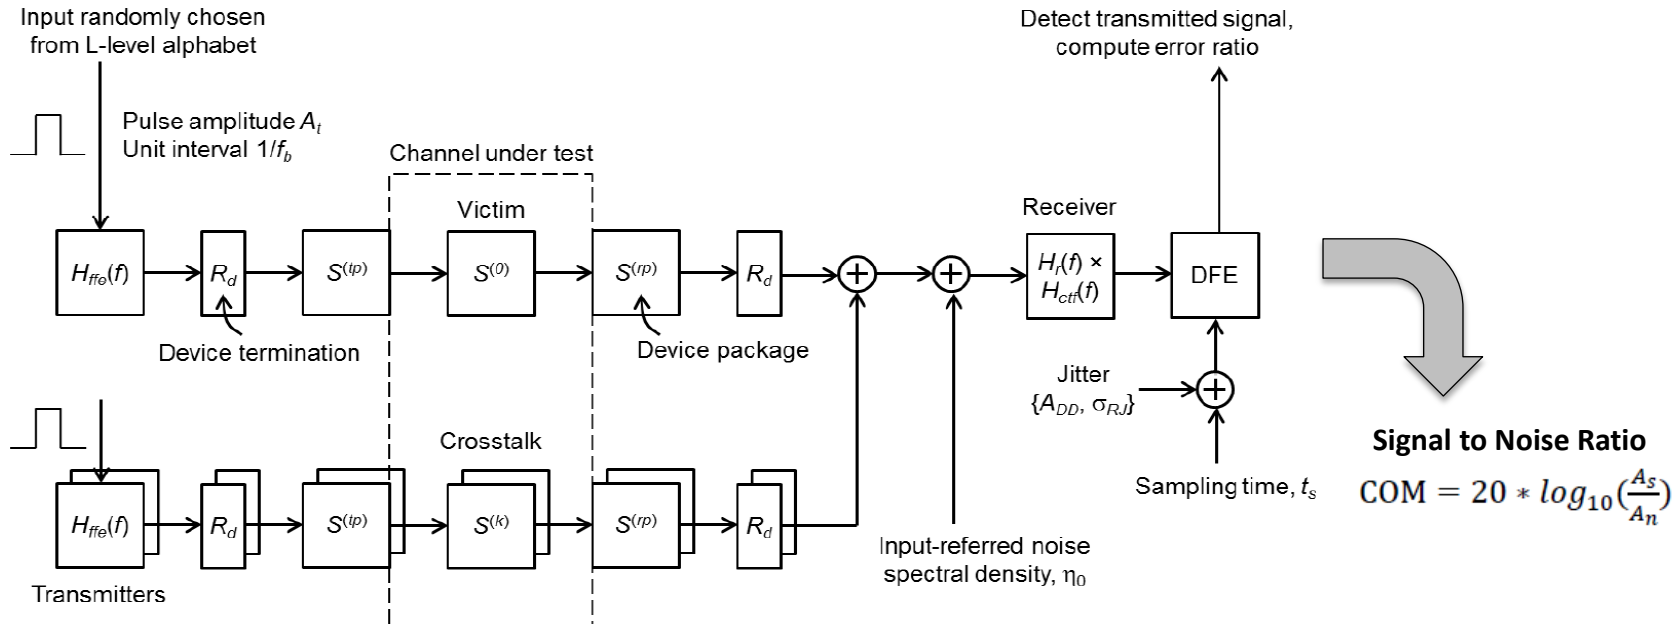 Input randomly chosen
from L-level alphabet
Detect transmitted signal,
compute error ratio
Pulse amplitude Aₜ
Unit interval 1/f_b
Channel under test
Victim
Receiver
H_ffe(f)
R_d
S^(tp)
S^(0)
S^(rp)
R_d
+
+
H_r(f) ×
H_ctf(f)
DFE
Device termination
Device package
Jitter
{A_DD, σ_RJ}
+
Crosstalk
Signal to Noise Ratio
COM = 20 * log₁₀(A_s/A_n)
Sampling time, t_s
H_ffe(f)
R_d
S^(tp)
S^(k)
S^(rp)
R_d
Input-referred noise
spectral density, η₀
Transmitters